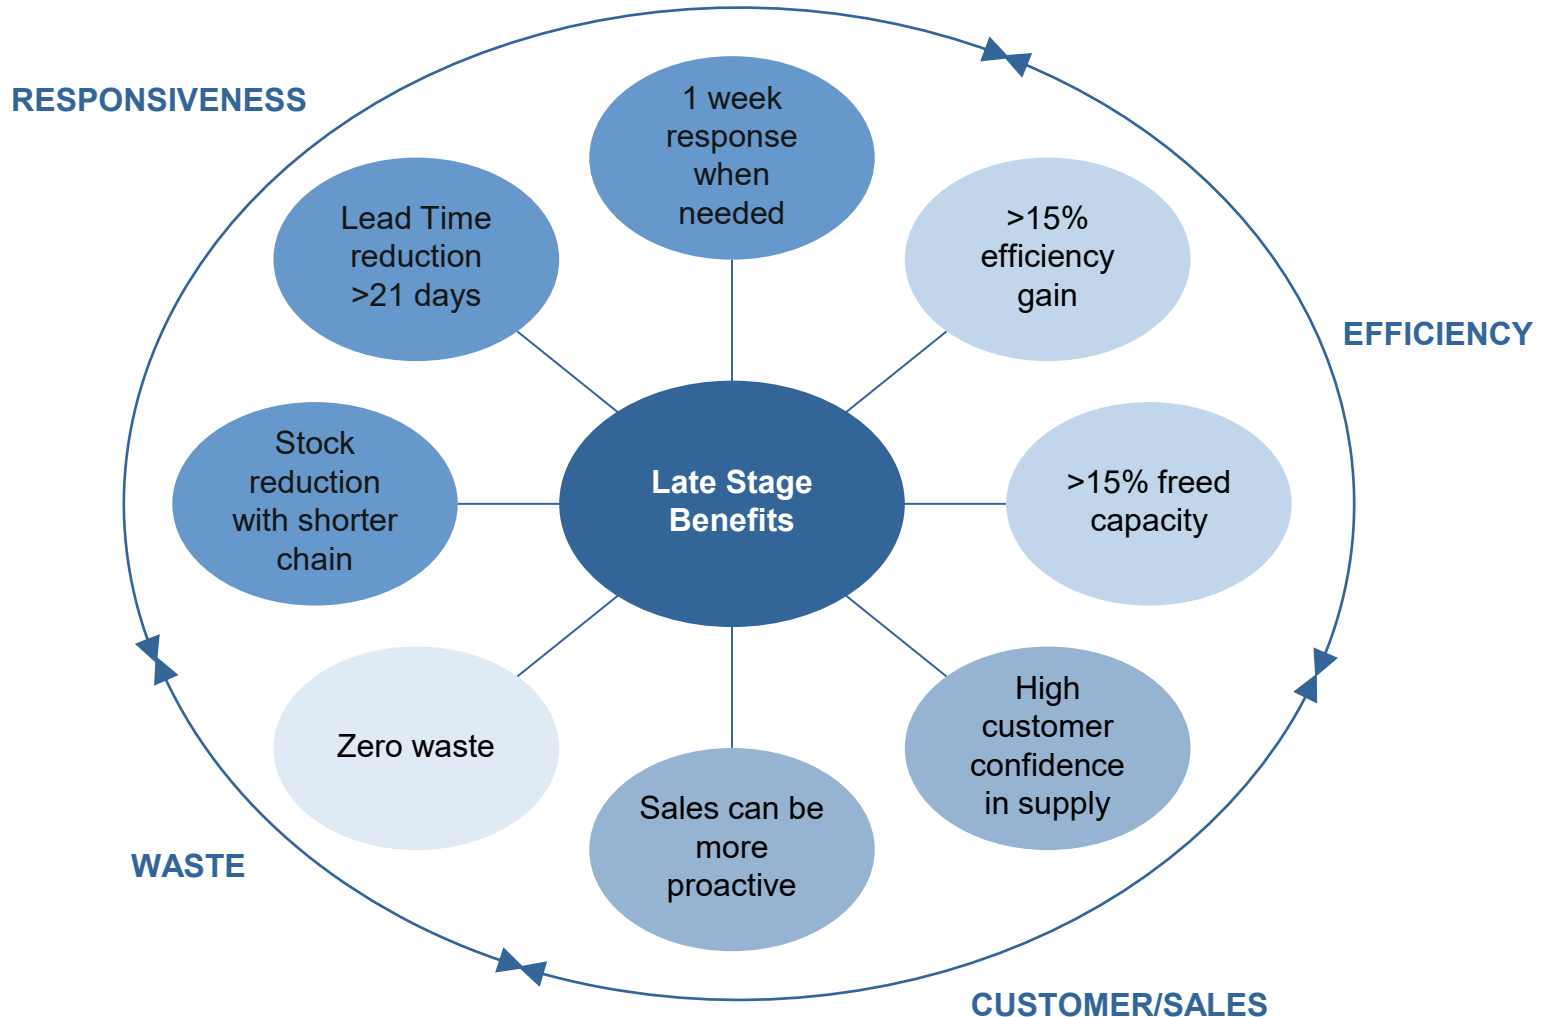 RESPONSIVENESS
1 week
response
when
needed
Lead Time
reduction
>21 days
>15%
efficiency
gain
EFFICIENCY
Stock
reduction
with shorter
chain
Late Stage
Benefits
>15% freed
capacity
Zero waste
High
customer
confidence
in supply
Sales can be
more
proactive
WASTE
CUSTOMER/SALES